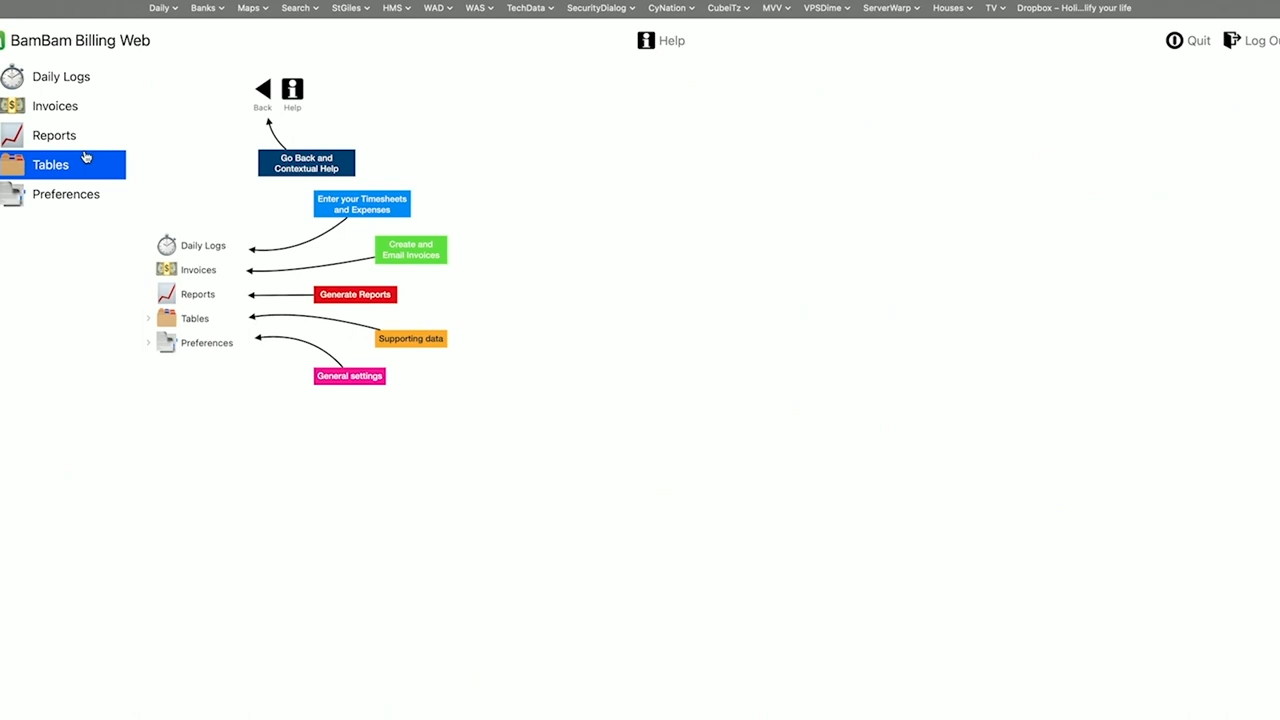 Daily Banks Maps Search StGiles HMS WAD WAS TechData SecurityDialog CyNation CubeITz MVV VPSDime ServerWarp Houses TV Dropbox – Holi...lify your life
BamBam Billing Web
Help
Quit
Log Ou
Daily Logs
Invoices
Reports
Tables
Preferences
Back
Help
Go Back and
Contextual Help
Enter your Timesheets
and Expenses
Create and
Email Invoices
Daily Logs
Invoices
Reports
Generate Reports
Tables
Supporting data
Preferences
General settings